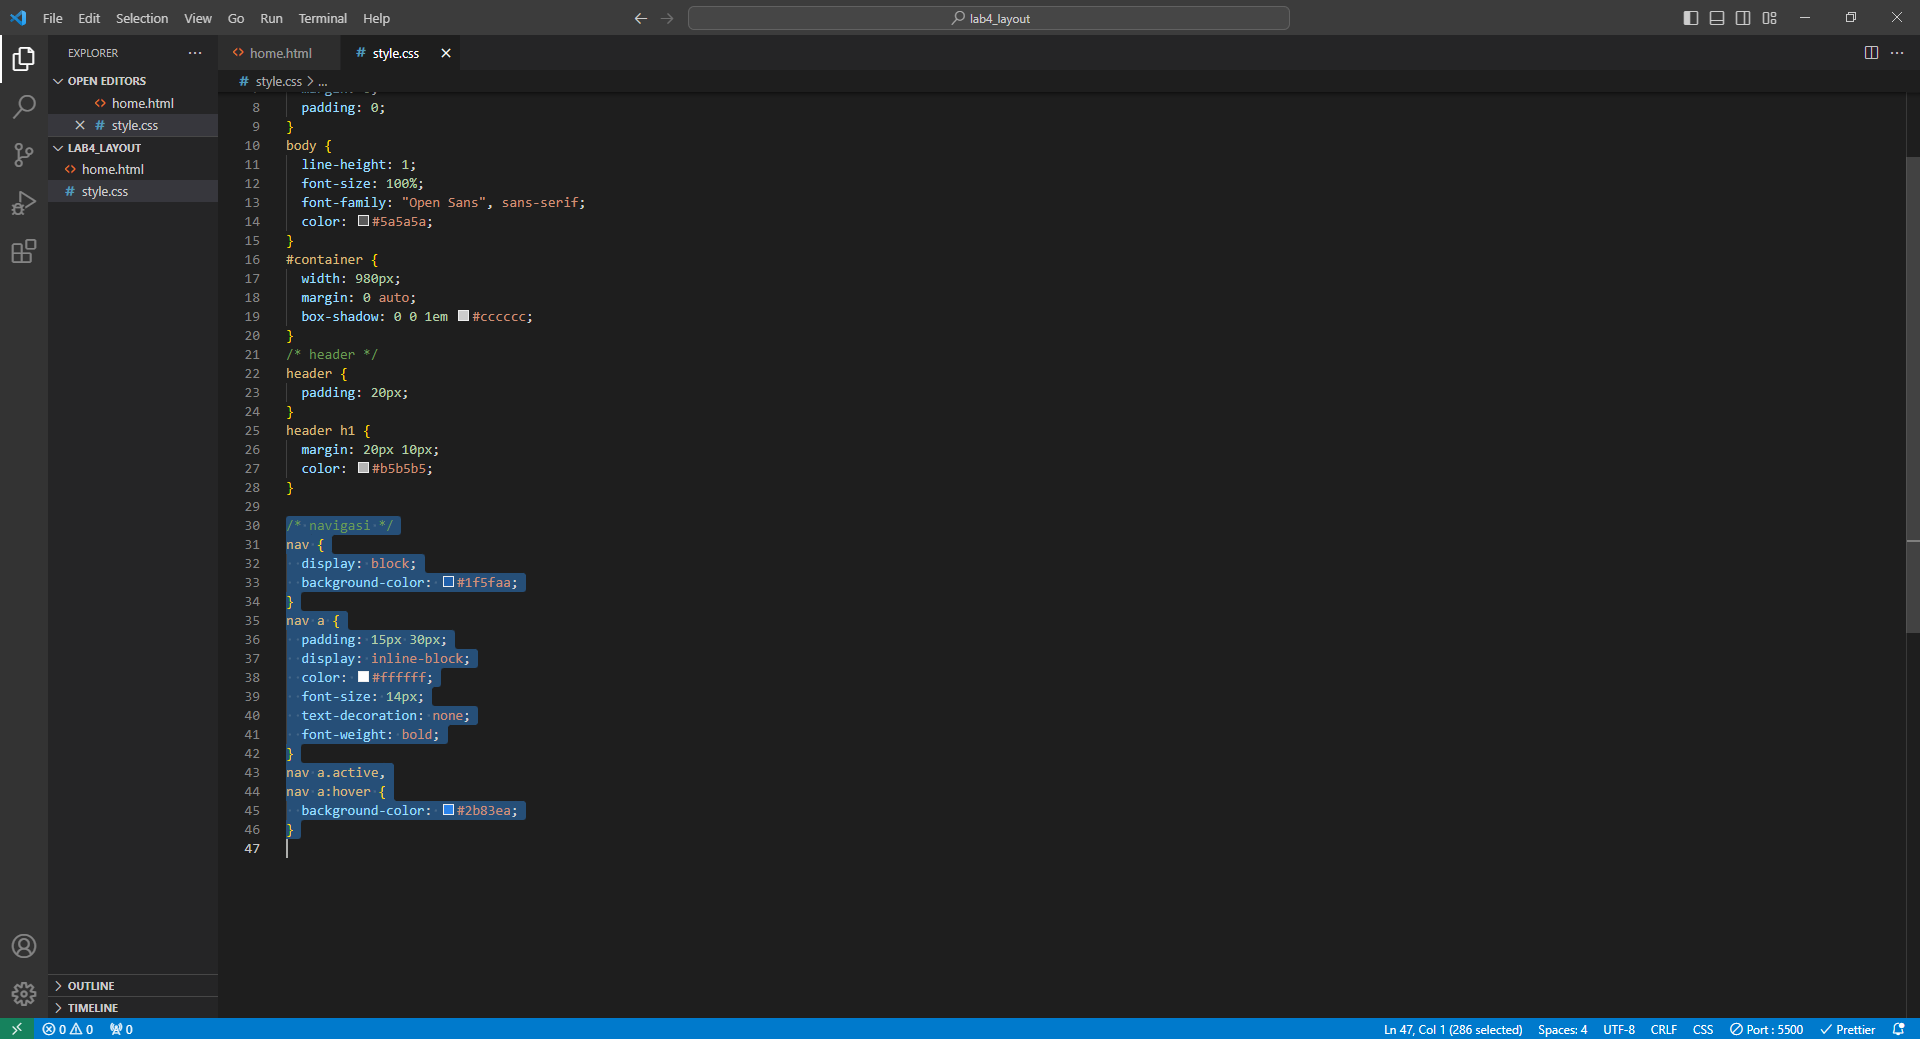 File Edit Selection View Go Run Terminal Help
lab4_layout
EXPLORER
OPEN EDITORS
home.html
style.css
LAB4_LAYOUT
home.html
style.css
OUTLINE
TIMELINE
home.html
style.css
style.css > ...
8 padding: 0;
9 }
10 body {
11 line-height: 1;
12 font-size: 100%;
13 font-family: "Open Sans", sans-serif;
14 color: #5a5a5a;
15 }
16 #container {
17 width: 980px;
18 margin: 0 auto;
19 box-shadow: 0 0 1em #cccccc;
20 }
21 /* header */
22 header {
23 padding: 20px;
24 }
25 header h1 {
26 margin: 20px 10px;
27 color: #b5b5b5;
28 }
29
30 /* navigasi */
31 nav {
32 display: block;
33 background-color: #1f5faa;
34 }
35 nav a {
36 padding: 15px 30px;
37 display: inline-block;
38 color: #ffffff;
39 font-size: 14px;
40 text-decoration: none;
41 font-weight: bold;
42 }
43 nav a.active,
44 nav a:hover {
45 background-color: #2b83ea;
46 }
47
0 0 0 Ln 47, Col 1 (286 selected) Spaces: 4 UTF-8 CRLF CSS Port : 5500 Prettier